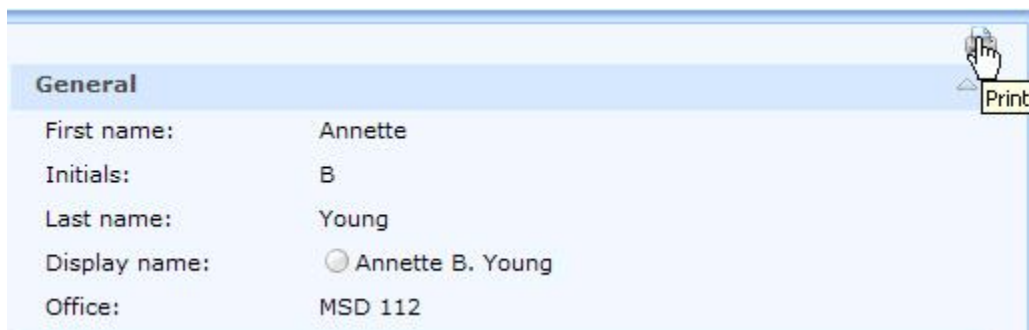 General
Print
First name: Annette
Initials: B
Last name: Young
Display name: Annette B. Young
Office: MSD 112